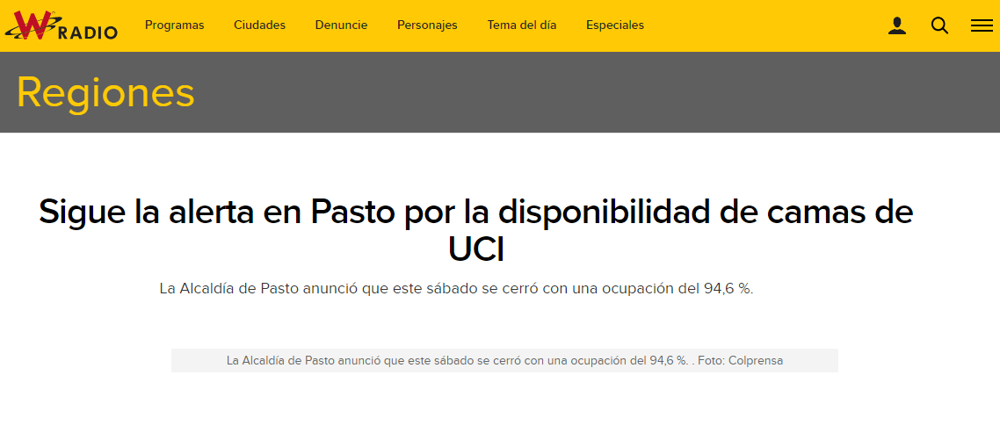 W RADIO
Programas Ciudades Denuncie Personajes Tema del día Especiales
Regiones
Sigue la alerta en Pasto por la disponibilidad de camas de
UCI
La Alcaldía de Pasto anunció que este sábado se cerró con una ocupación del 94,6 %.
La Alcaldía de Pasto anunció que este sábado se cerró con una ocupación del 94,6 %. . Foto: Colprensa